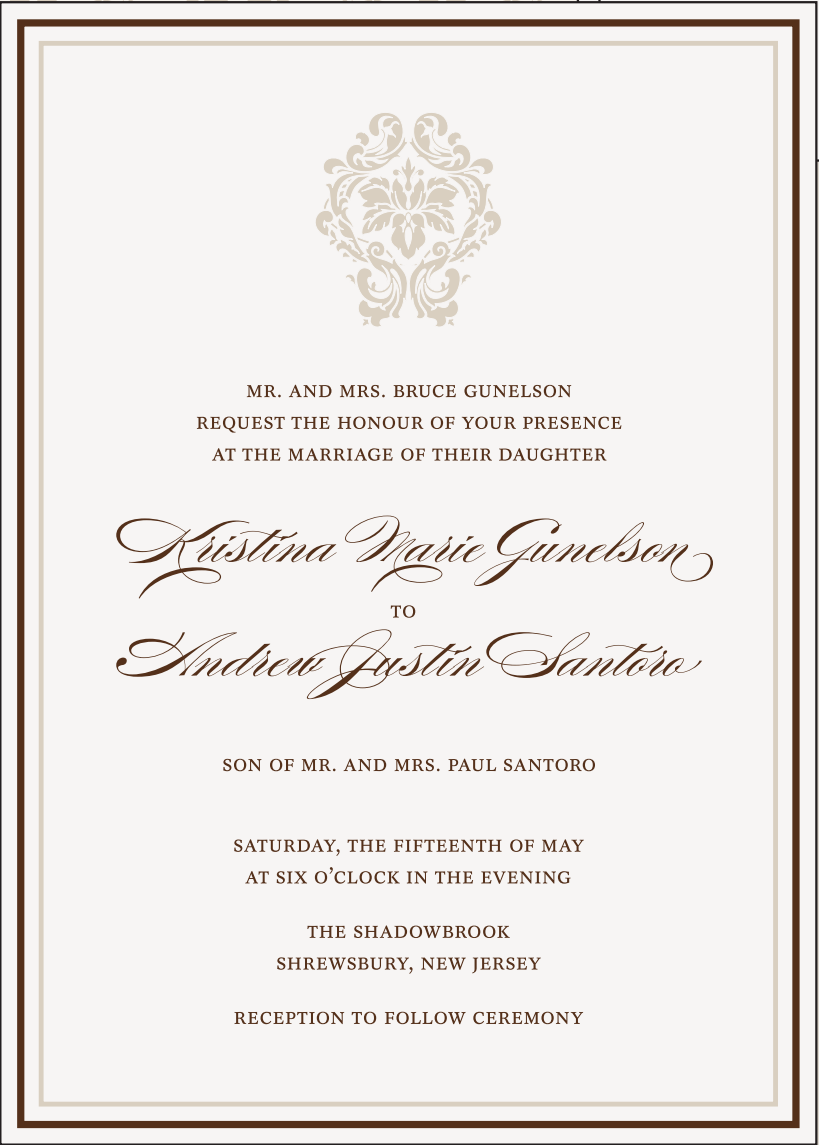 MR. AND MRS. BRUCE GUNELSON
REQUEST THE HONOUR OF YOUR PRESENCE
AT THE MARRIAGE OF THEIR DAUGHTER
Kristina Marie Gunelson
TO
Andrew Justin Santoro
SON OF MR. AND MRS. PAUL SANTORO
SATURDAY, THE FIFTEENTH OF MAY
AT SIX O’CLOCK IN THE EVENING
THE SHADOWBROOK
SHREWSBURY, NEW JERSEY
RECEPTION TO FOLLOW CEREMONY